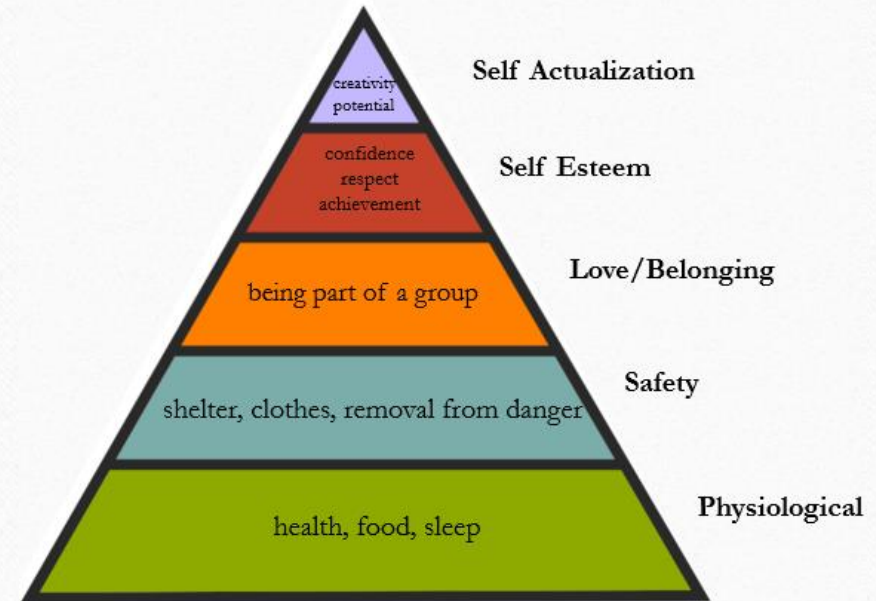 creativity
potential
Self Actualization
confidence
respect
achievement
Self Esteem
being part of a group
Love/Belonging
shelter, clothes, removal from danger
Safety
health, food, sleep
Physiological